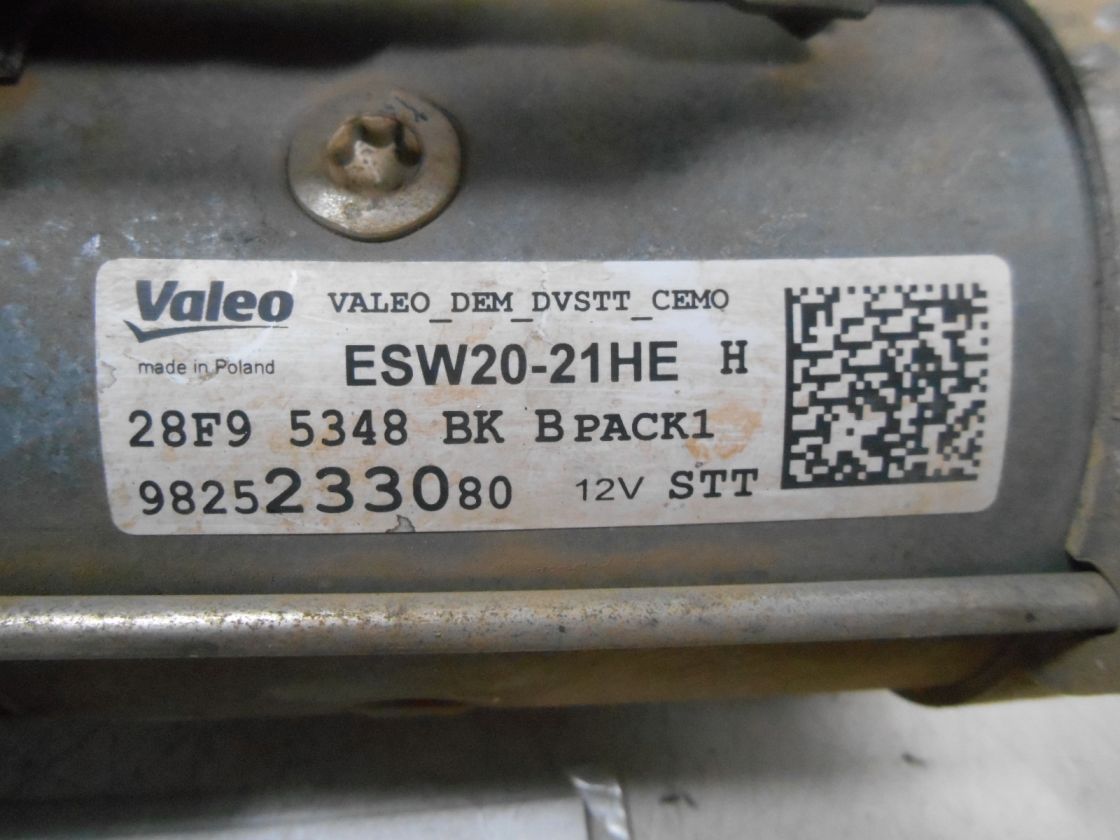 Valeo VALEO_DEM_DVSTT_CEMO
made in Poland ESW20-21HE H
28F9 5348 BK B PACK1
9825233080 12V STT